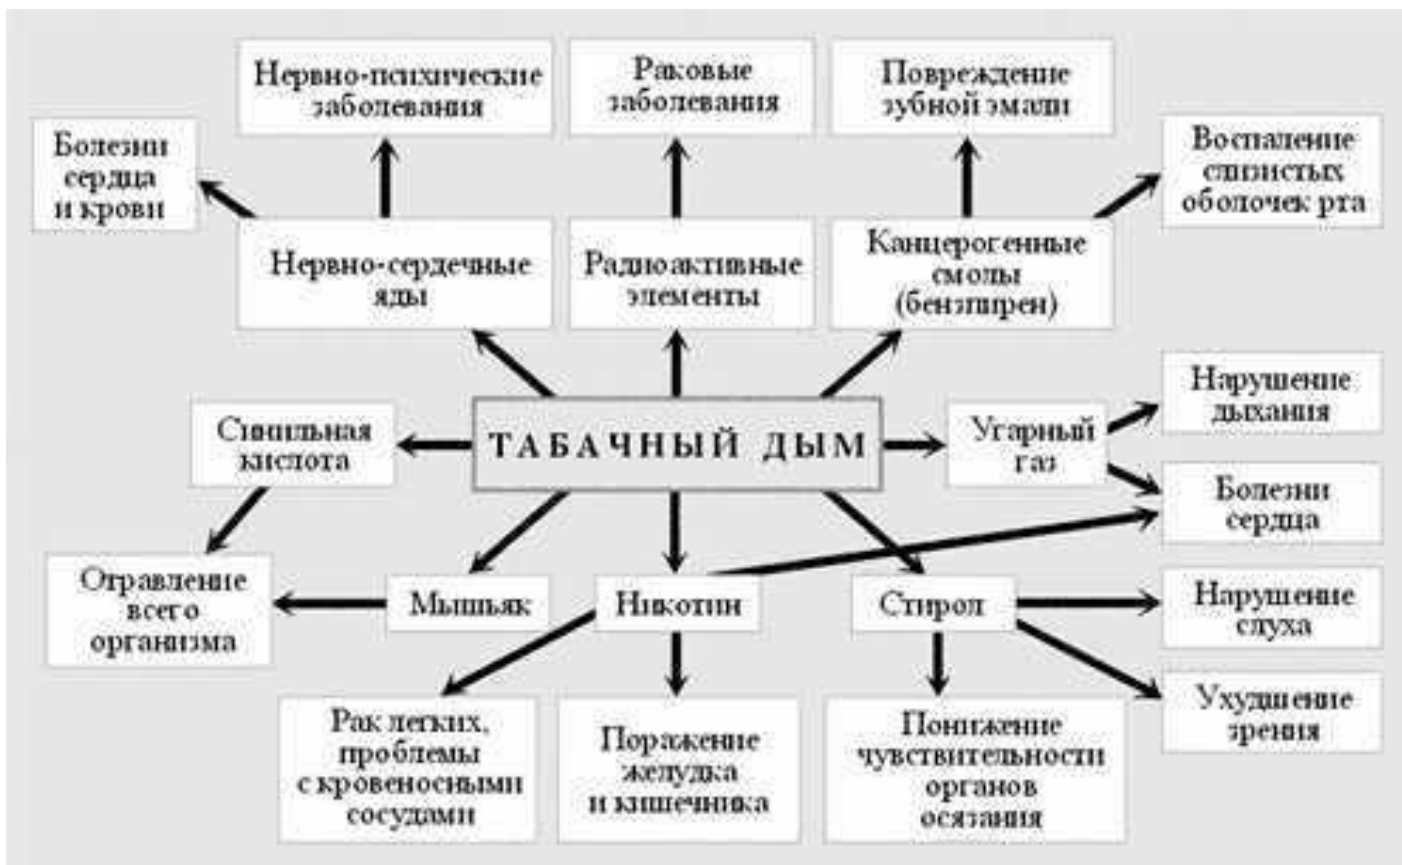 Нервно-психические
заболевания
Раковые
заболевания
Повреждение
зубной эмали
Болезни
сердца
и крови
Воспаление
слизистых
оболочек рта
Нервно-сердечные
яды
Радиоактивные
элементы
Канцерогенные
смолы
(бензпирен)
Синильная
кислота
ТАБАЧНЫЙ ДЫМ
Угарный
газ
Нарушение
дыхания
Болезни
сердца
Отравление
всего
организма
Мышьяк
Никотин
Стирол
Нарушение
слуха
Ухудшение
зрения
Рак легких,
проблемы
с кровеносными
сосудами
Поражение
желудка
и кишечника
Понижение
чувствительности
органов
осязания